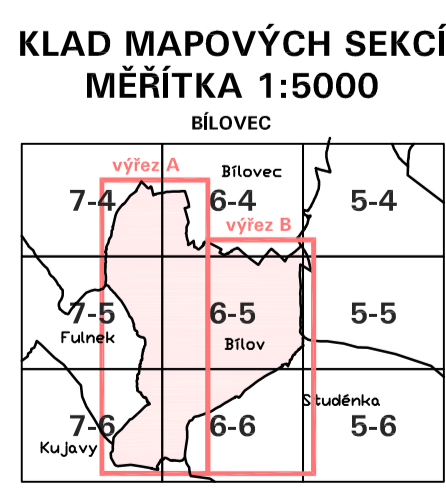 KLAD MAPOVÝCH SEKCÍ
MĚŘÍTKA 1:5000
BÍLOVEC
výřez A
Bílovec
7-4
6-4
5-4
výřez B
7-5
6-5
5-5
Fulnek
Bílov
Studénka
7-6
6-6
5-6
Kujavy